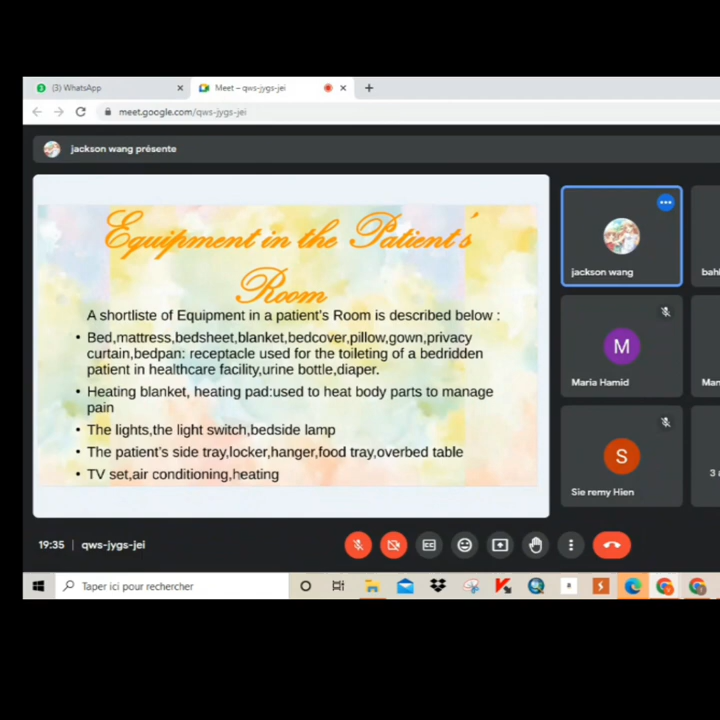 (3) WhatsApp
Meet – qws-jygs-jei
meet.google.com/qws-jygs-jei
jackson wang présente
Equipment in the Patient's
Room
A shortliste of Equipment in a patient's Room is described below :
• Bed,mattress,bedsheet,blanket,bedcover,pillow,gown,privacy
curtain,bedpan: receptacle used for the toileting of a bedridden
patient in healthcare facility,urine bottle,diaper.
• Heating blanket, heating pad:used to heat body parts to manage
pain
• The lights,the light switch,bedside lamp
• The patient's side tray,locker,hanger,food tray,overbed table
• TV set,air conditioning,heating
jackson wang
M
Maria Hamid
S
Sie remy Hien
19:35 | qws-jygs-jei
Taper ici pour rechercher